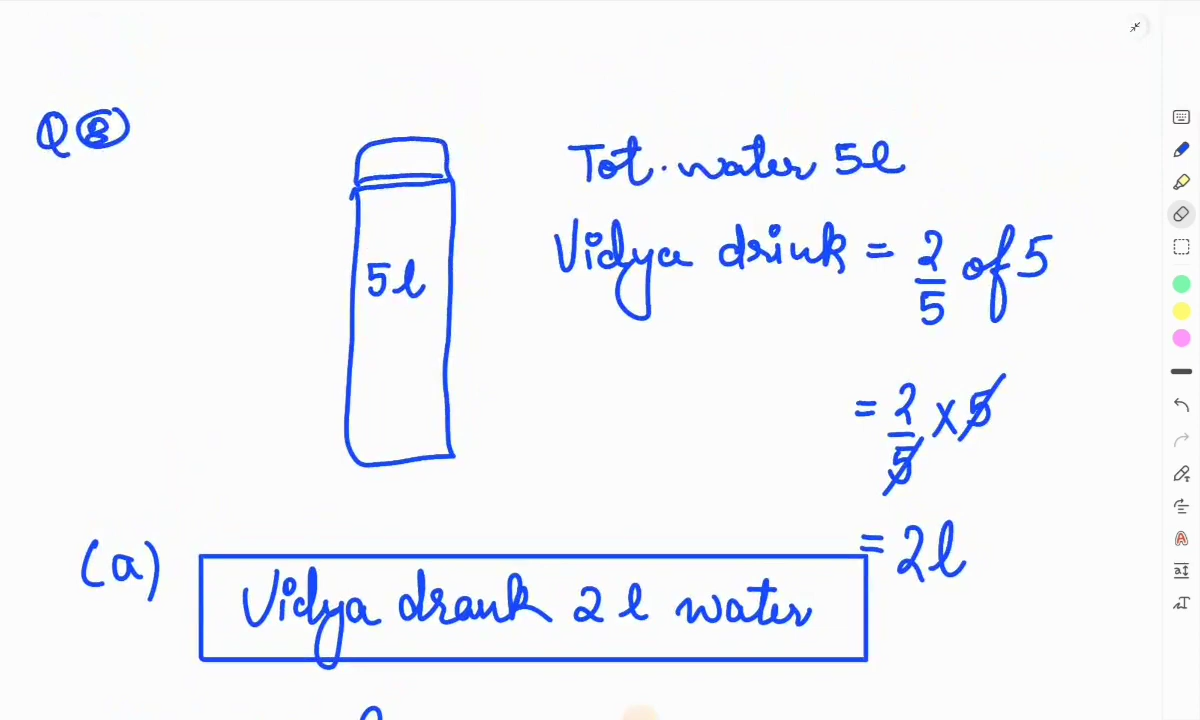 Q 8
Tot. water 5l
5l
Vidya drink = 2/5 of 5
= 2/5 x 5
= 2l
(a) Vidya drank 2 l water